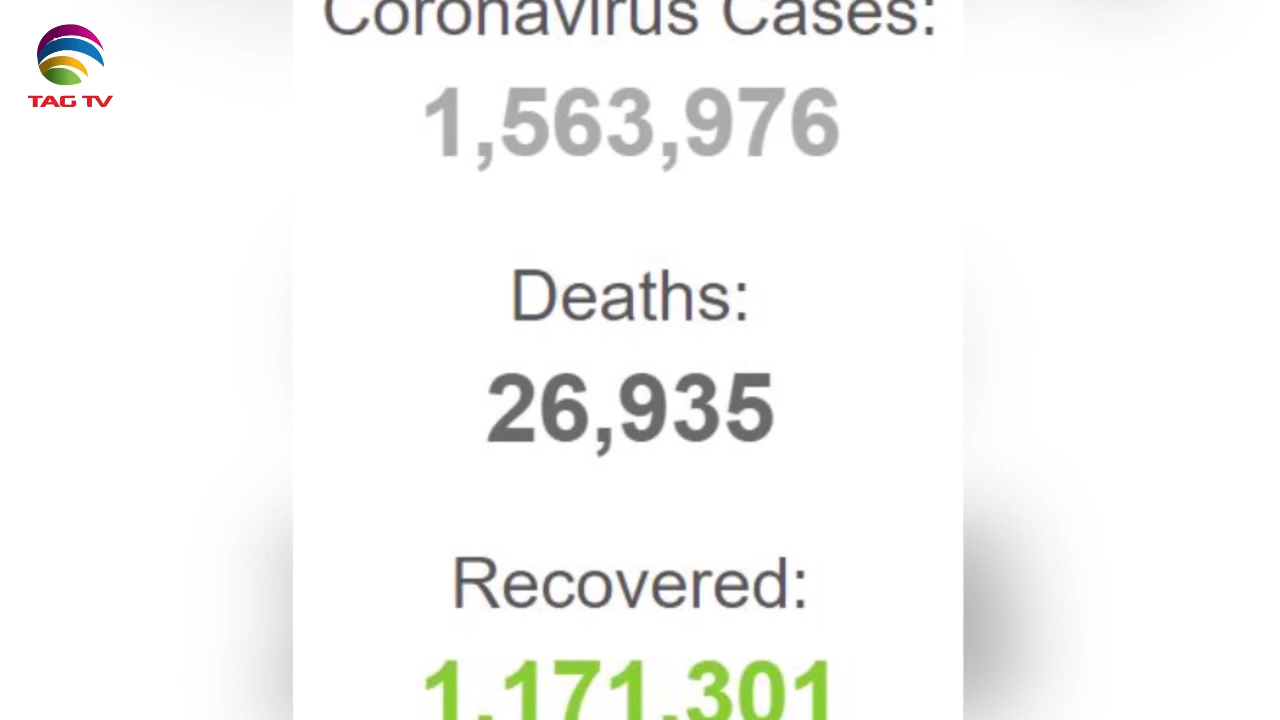 Coronavirus Cases:
TAG TV
1,563,976
Deaths:
26,935
Recovered:
1,171,301